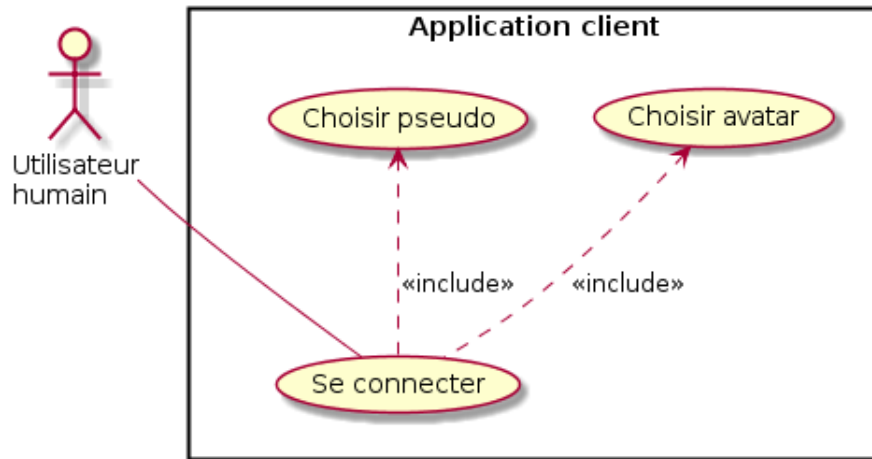 Application client
Choisir pseudo
Choisir avatar
Utilisateur
humain
«include»
«include»
Se connecter